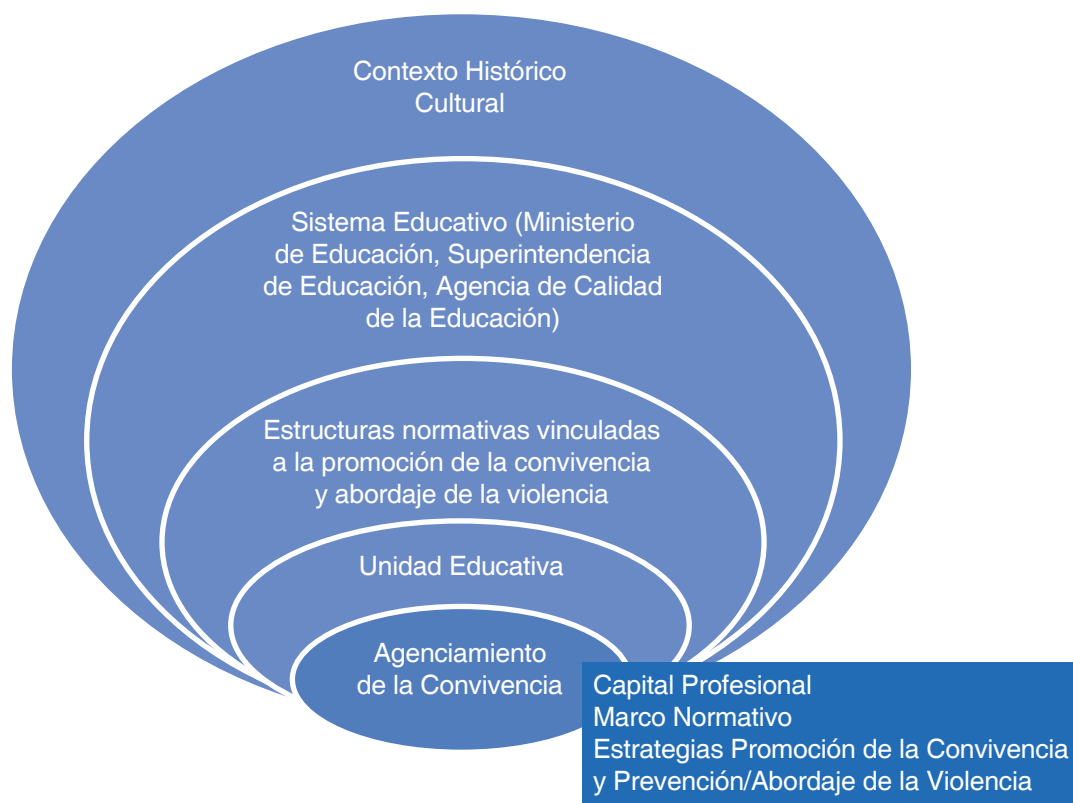 Contexto Histórico
Cultural
Sistema Educativo (Ministerio
de Educación, Superintendencia
de Educación, Agencia de Calidad
de la Educación)
Estructuras normativas vinculadas
a la promoción de la convivencia
y abordaje de la violencia
Unidad Educativa
Agenciamiento
de la Convivencia
Capital Profesional
Marco Normativo
Estrategias Promoción de la Convivencia
y Prevención/Abordaje de la Violencia